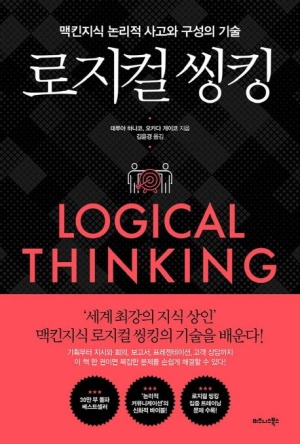 맥킨지식 논리적 사고와 구성의 기술
로지컬 씽킹
테루야 하나코, 오카다 게이코 지음
김윤경 옮김
LOGICAL
THINKING
‘세계 최강의 지식 상인’
맥킨지식 로지컬 씽킹의 기술을 배운다!
기획부터 지시와 회의, 보고서, 프레젠테이션, 고객 상담까지
이 책 한 권이면 복잡한 문제를 손쉽게 해결할 수 있다!
30만 부 돌파
베스트셀러
‘논리적
커뮤니케이션’의
신화적 바이블!
로지컬 씽킹
집중 트레이닝
문제 수록!
비즈니스북스